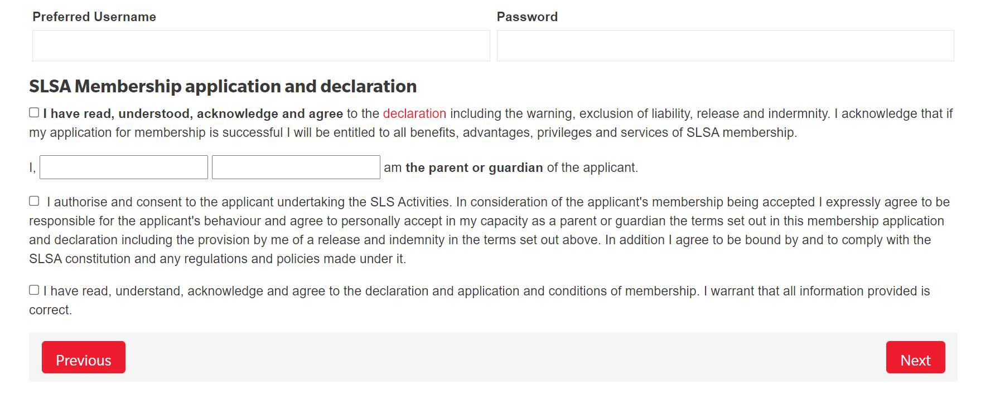 Preferred Username
Password
SLSA Membership application and declaration
I have read, understood, acknowledge and agree to the declaration including the warning, exclusion of liability, release and indermnity. I acknowledge that if
my application for membership is successful I will be entitled to all benefits, advantages, privileges and services of SLSA membership.
I, am the parent or guardian of the applicant.
I authorise and consent to the applicant undertaking the SLS Activities. In consideration of the applicant's membership being accepted I expressly agree to be
responsible for the applicant's behaviour and agree to personally accept in my capacity as a parent or guardian the terms set out in this membership application
and declaration including the provision by me of a release and indemnity in the terms set out above. In addition I agree to be bound by and to comply with the
SLSA constitution and any regulations and policies made under it.
I have read, understand, acknowledge and agree to the declaration and application and conditions of membership. I warrant that all information provided is
correct.
Previous
Next